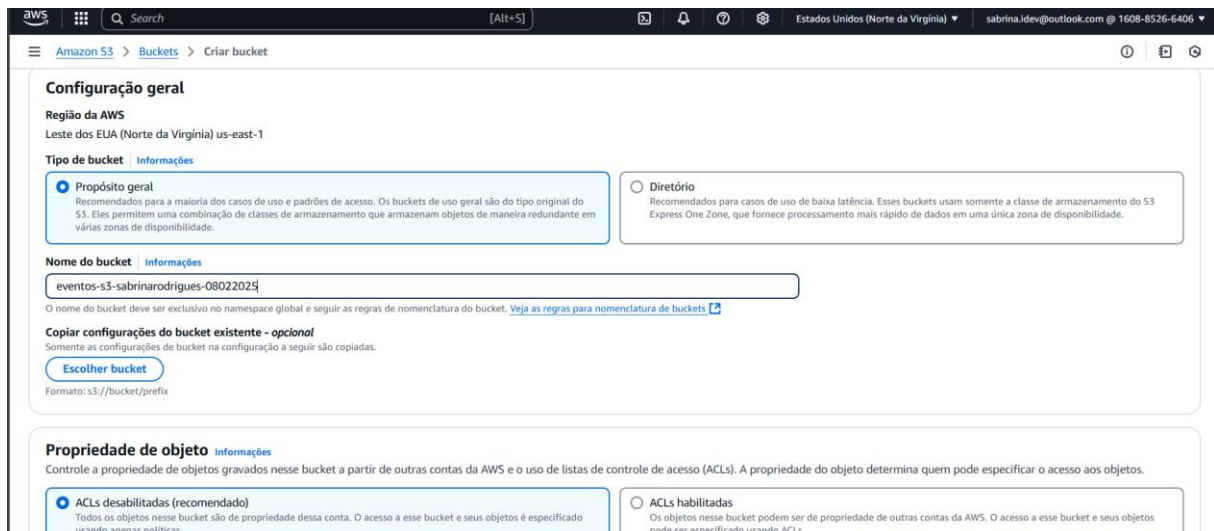 aws
Search [Alt+S] Estados Unidos (Norte da Virgínia) ▼ sabrina.idev@outlook.com @ 1608-8526-6406 ▼
Amazon S3 > Buckets > Criar bucket
Configuração geral
Região da AWS
Leste dos EUA (Norte da Virgínia) us-east-1
Tipo de bucket | Informações
Propósito geral
Recomendados para a maioria dos casos de uso e padrões de acesso. Os buckets de uso geral são do tipo original do
S3. Eles permitem uma combinação de classes de armazenamento que armazenam objetos de maneira redundante em
várias zonas de disponibilidade.
Diretório
Recomendados para casos de uso de baixa latência. Esses buckets usam somente a classe de armazenamento do S3
Express One Zone, que fornece processamento mais rápido de dados em uma única zona de disponibilidade.
Nome do bucket | Informações
eventos-s3-sabrinarodrigues-08022025
O nome do bucket deve ser exclusivo no namespace global e seguir as regras de nomenclatura do bucket. Veja as regras para nomenclatura de buckets
Copiar configurações do bucket existente - opcional
Somente as configurações de bucket na configuração a seguir são copiadas.
Escolher bucket
Formato: s3://bucket/prefix
Propriedade de objeto Informações
Controle a propriedade de objetos gravados nesse bucket a partir de outras contas da AWS e o uso de listas de controle de acesso (ACLs). A propriedade do objeto determina quem pode especificar o acesso aos objetos.
ACLs desabilitadas (recomendado)
Todos os objetos nesse bucket são de propriedade dessa conta. O acesso a esse bucket e seus objetos é especificado
usando apenas políticas.
ACLs habilitadas
Os objetos nesse bucket podem ser de propriedade de outras contas da AWS. O acesso a esse bucket e seus objetos
pode ser especificado usando ACLs.